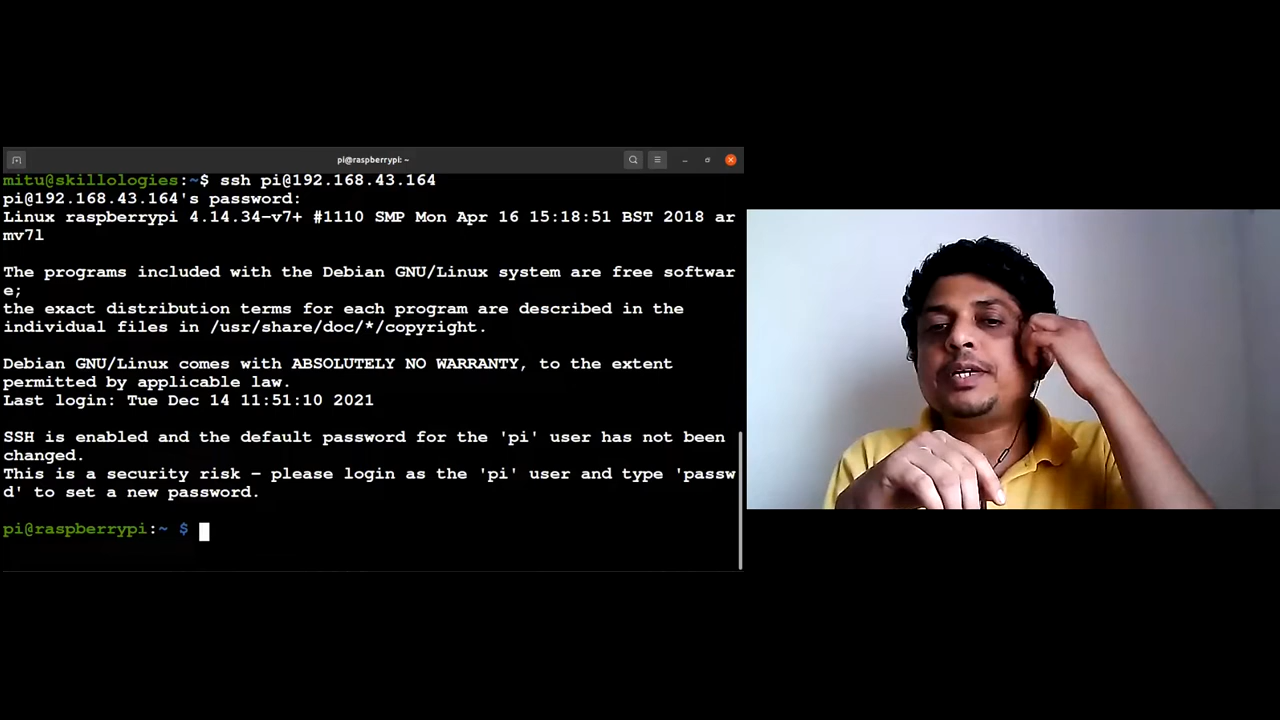 pi@raspberrypi: ~
mitu@skillologies:~$ ssh pi@192.168.43.164
pi@192.168.43.164's password:
Linux raspberrypi 4.14.34-v7+ #1110 SMP Mon Apr 16 15:18:51 BST 2018 ar
mv7l
The programs included with the Debian GNU/Linux system are free softwar
e;
the exact distribution terms for each program are described in the
individual files in /usr/share/doc/*/copyright.
Debian GNU/Linux comes with ABSOLUTELY NO WARRANTY, to the extent
permitted by applicable law.
Last login: Tue Dec 14 11:51:10 2021
SSH is enabled and the default password for the 'pi' user has not been
changed.
This is a security risk - please login as the 'pi' user and type 'passw
d' to set a new password.
pi@raspberrypi:~ $